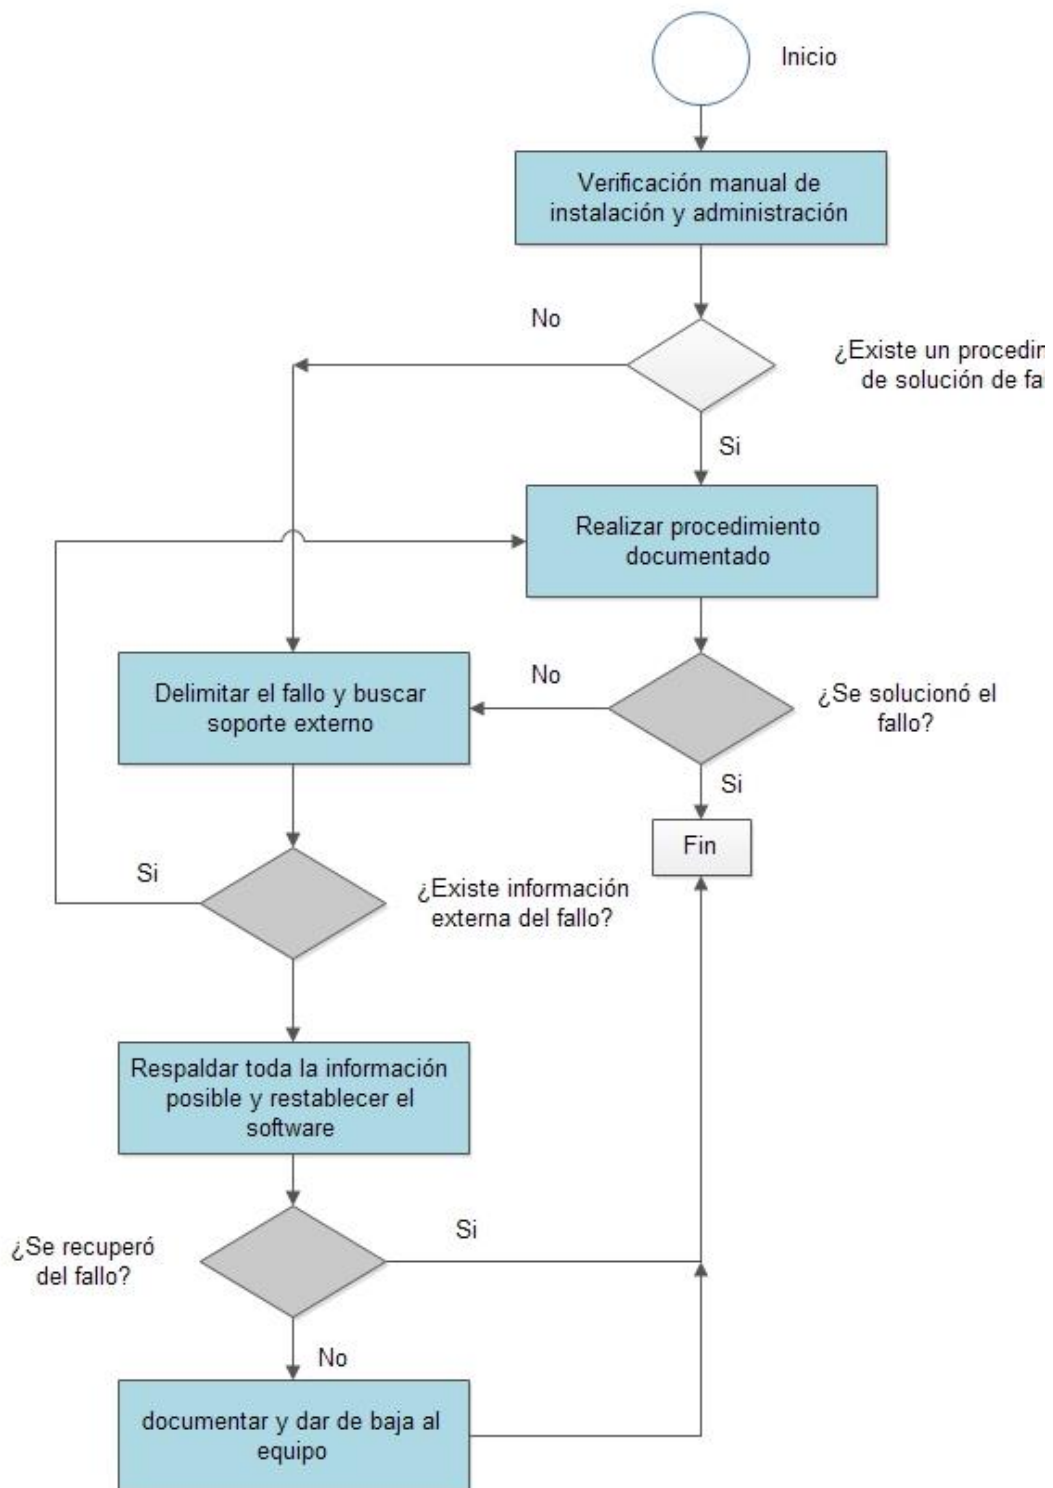 Inicio
Verificación manual de
instalación y administración
No
¿Existe un
de solución de
Si
Realizar procedimiento
documentado
Delimitar el fallo y buscar
soporte externo
No
¿Se solucionó el
fallo?
Si
Fin
Si
¿Existe información
externa del fallo?
Respaldar toda la información
posible y restablecer el
software
¿Se recuperó
del fallo?
Si
No
documentar y dar de baja al
equipo